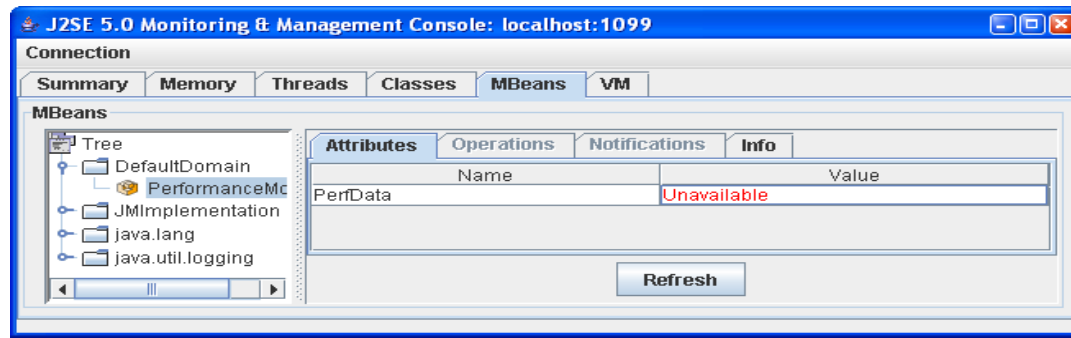 J2SE 5.0 Monitoring & Management Console: localhost:1099
Connection
Summary Memory Threads Classes MBeans VM
MBeans
Tree
DefaultDomain
PerformanceMo
JMImplementation
java.lang
java.util.logging
Attributes Operations Notifications Info
Name Value
PerfData Unavailable
Refresh